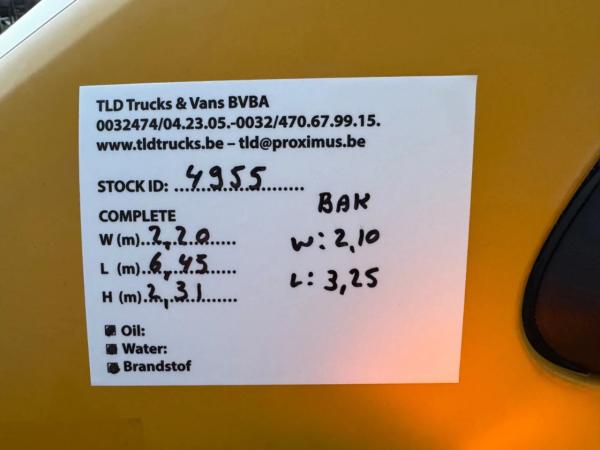 TLD Trucks & Vans BVBA
0032474/04.23.05.-0032/470.67.99.15.
www.tldtrucks.be – tld@proximus.be
STOCK ID: 4955
COMPLETE
W (m) 2,20
L (m) 6,45
H (m) 2,31
BAK
W: 2,10
L: 3,25
Oil:
Water:
Brandstof